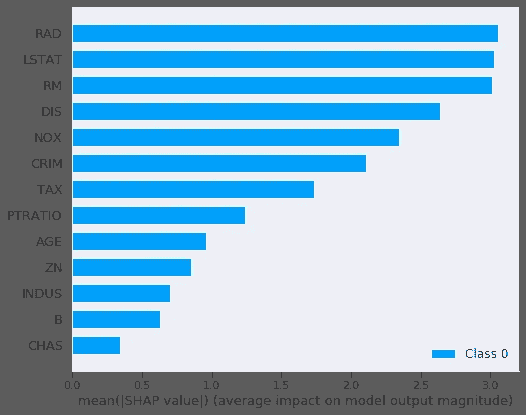 RAD
LSTAT
RM
DIS
NOX
CRIM
TAX
PTRATIO
AGE
ZN
INDUS
B
CHAS
Class 0
0.0 0.5 1.0 1.5 2.0 2.5 3.0
mean(|SHAP value|) (average impact on model output magnitude)